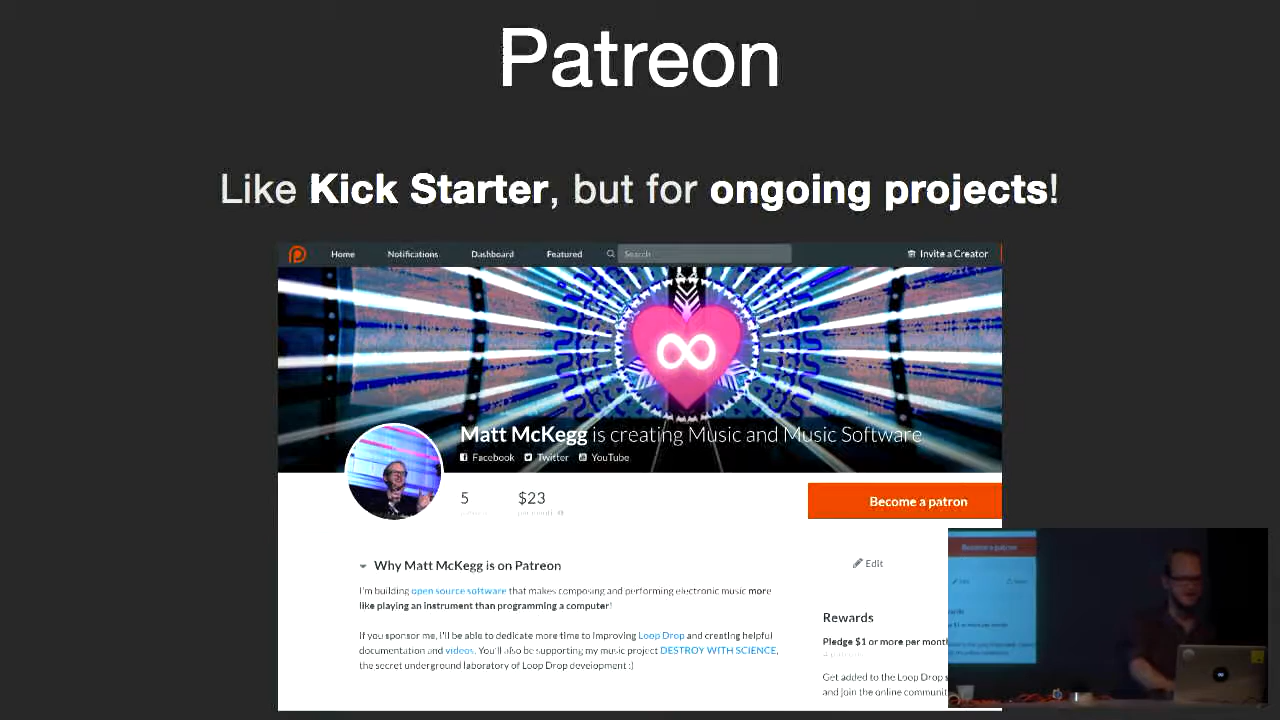 Patreon
Like Kick Starter, but for ongoing projects!
Home Notifications Dashboard Featured Search Invite a Creator
Matt McKegg is creating Music and Music Software
Facebook Twitter YouTube
5 $23
Become a patron
Why Matt McKegg is on Patreon
Edit
I'm building open source software that makes composing and performing electronic music more
like playing an instrument than programming a computer!
If you sponsor me, I'll be able to dedicate more time to improving Loop Drop and creating helpful
documentation and videos. You'll also be supporting my music project DESTROY WITH SCIENCE,
the secret underground laboratory of Loop Drop development :)
Rewards
Pledge $1 or more per mont
Get added to the Loop Drop
and join the online communi
Become a patron